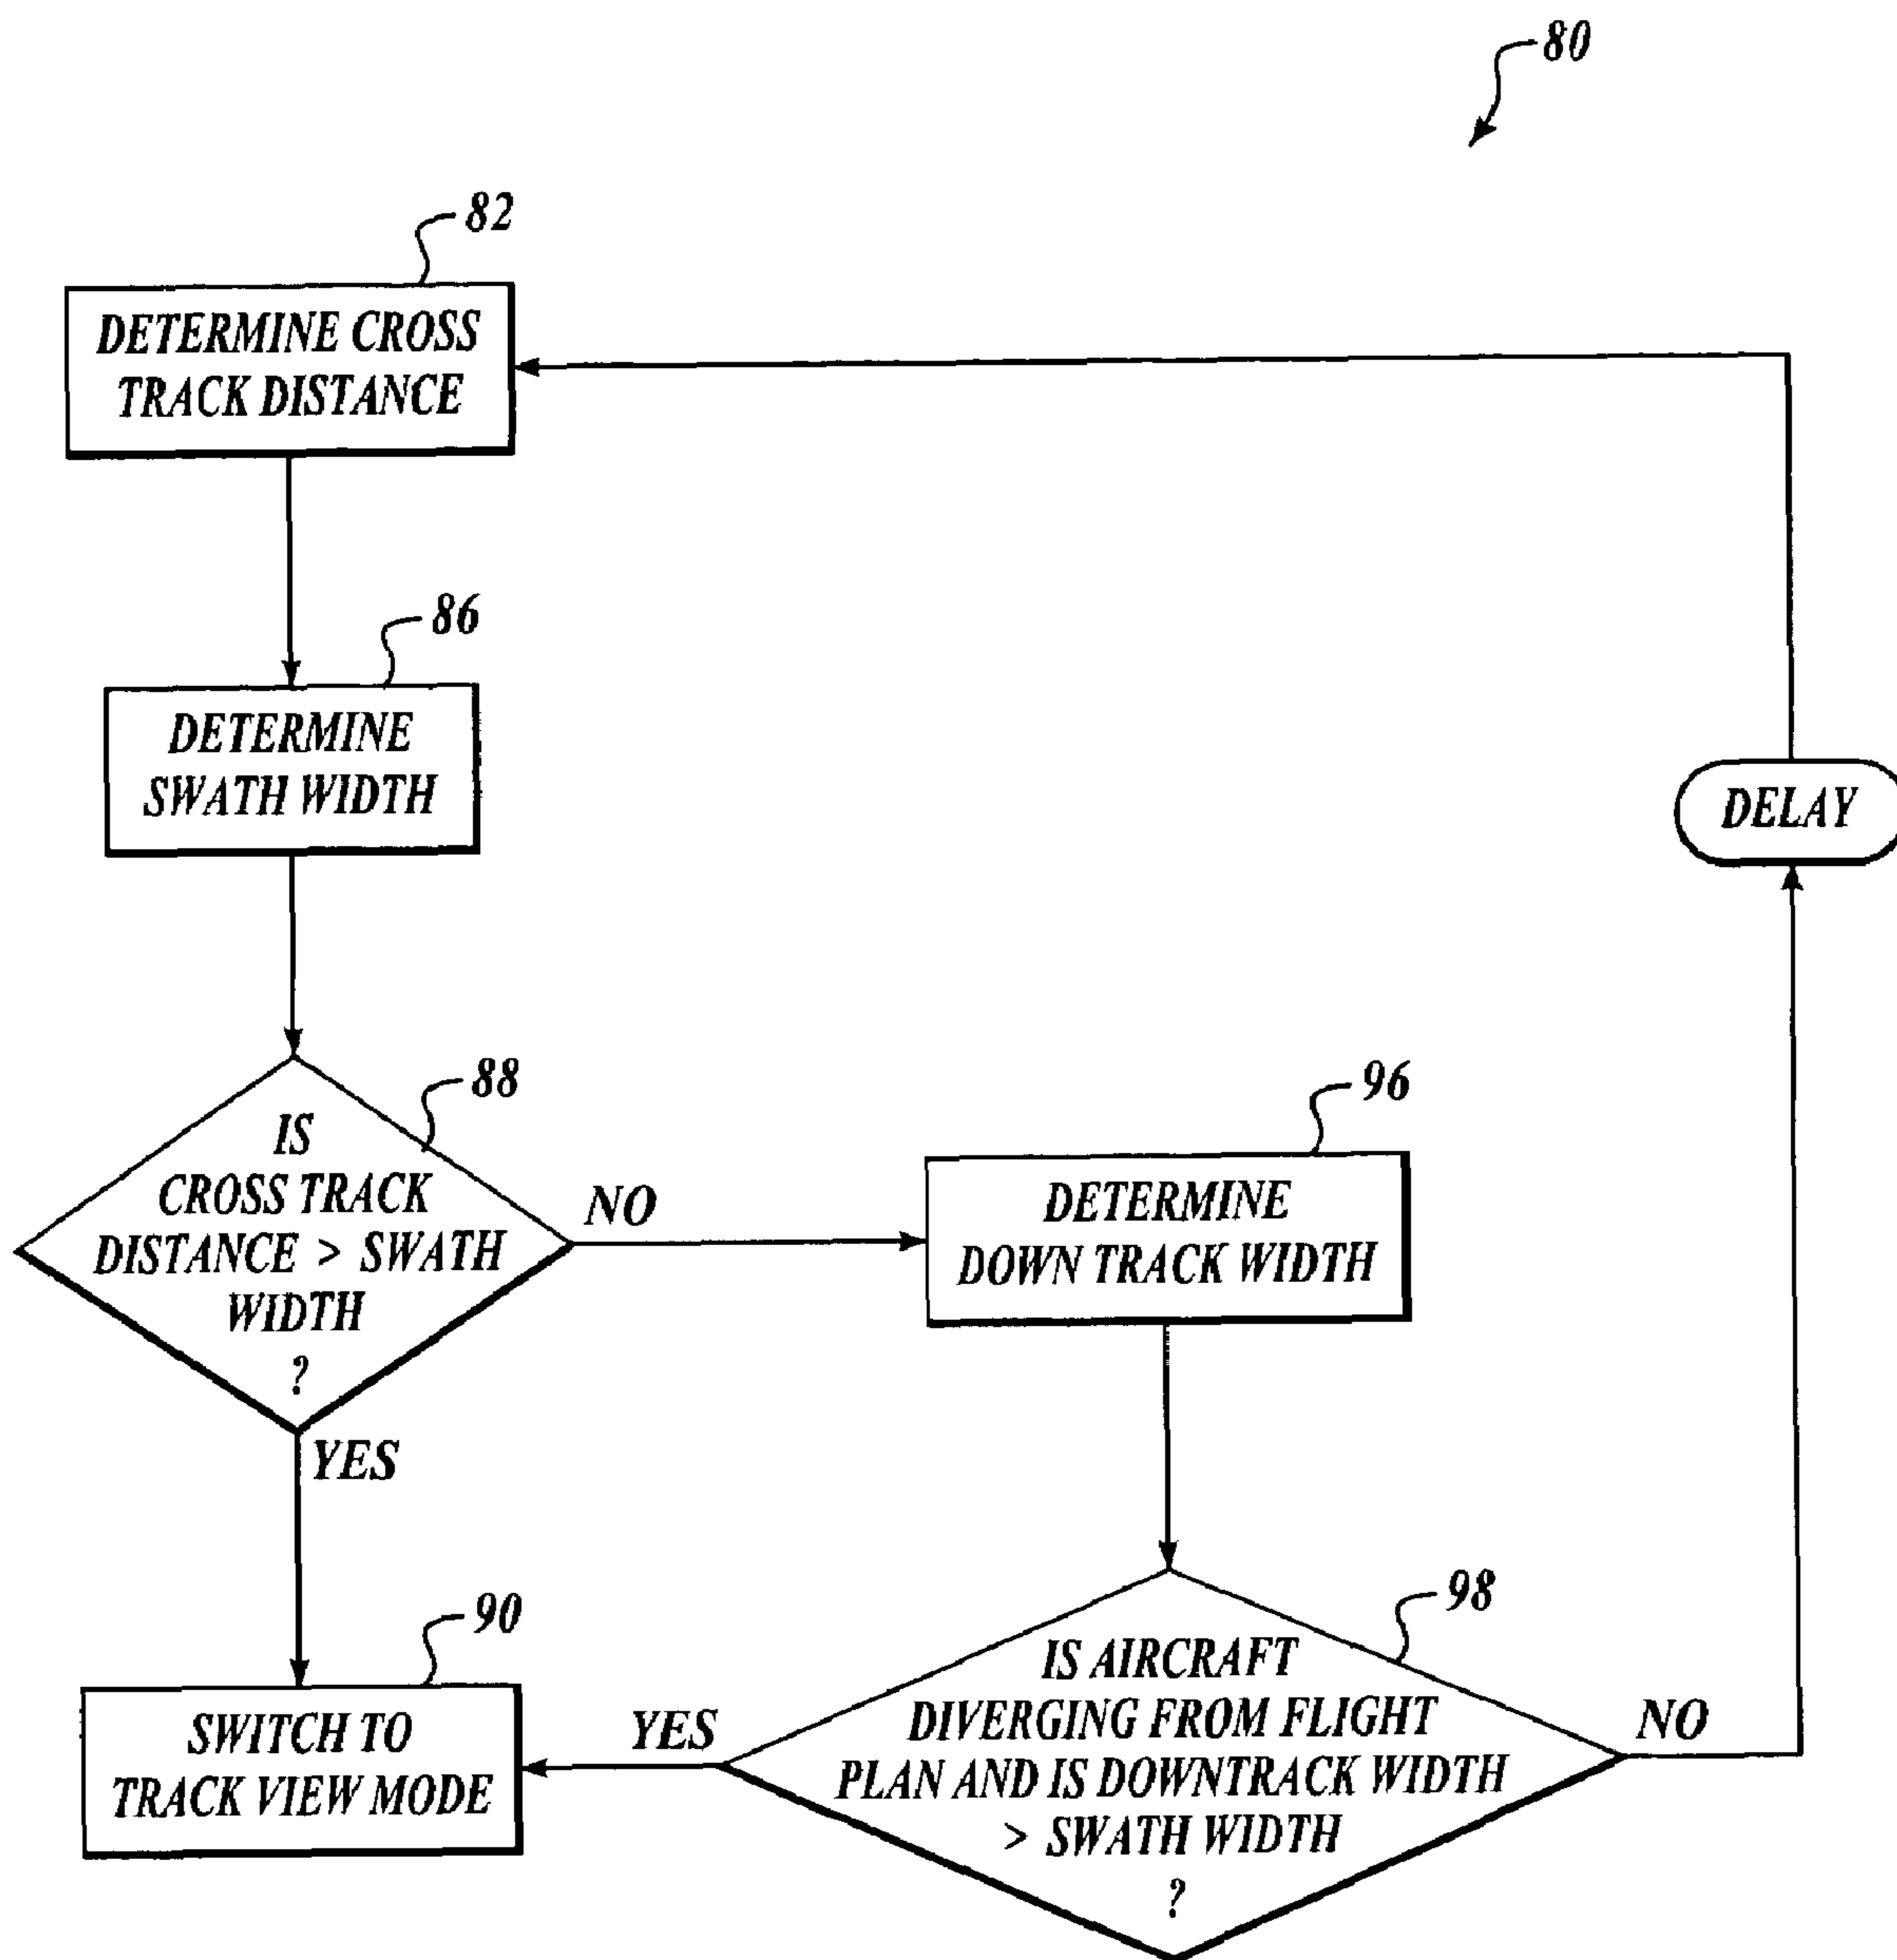 80
82
DETERMINE CROSS
TRACK DISTANCE
86
DETERMINE
SWATH WIDTH
DELAY
88
IS
CROSS TRACK
DISTANCE > SWATH
WIDTH
?
NO
YES
96
DETERMINE
DOWN TRACK WIDTH
90
SWITCH TO
TRACK VIEW MODE
YES
98
IS AIRCRAFT
DIVERGING FROM FLIGHT
PLAN AND IS DOWNTRACK WIDTH
> SWATH WIDTH
?
NO